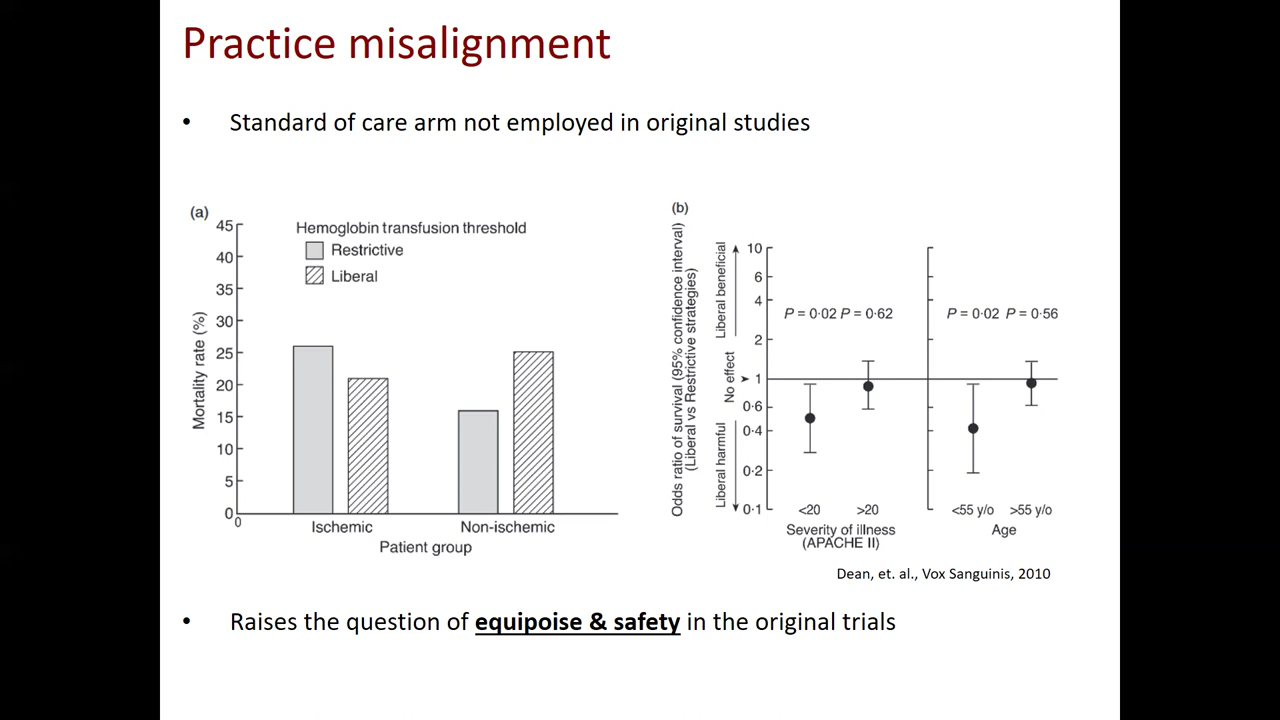 Practice misalignment
• Standard of care arm not employed in original studies
(a)
Hemoglobin transfusion threshold
Restrictive
Liberal
Mortality rate (%)
45
40
35
30
25
20
15
10
5
0
0
Ischemic
Non-ischemic
Patient group
(b)
Odds ratio of survival (95% confidence interval)
(Liberal vs Restrictive strategies)
Liberal beneficial
No effect
Liberal harmful
10
6
4
2
1
0·6
0·4
0·2
0·1
P = 0·02 P = 0·62
P = 0·02 P = 0·56
<20
>20
Severity of illness
(APACHE II)
<55 y/o
>55 y/o
Age
Dean, et. al., Vox Sanguinis, 2010
• Raises the question of equipoise & safety in the original trials